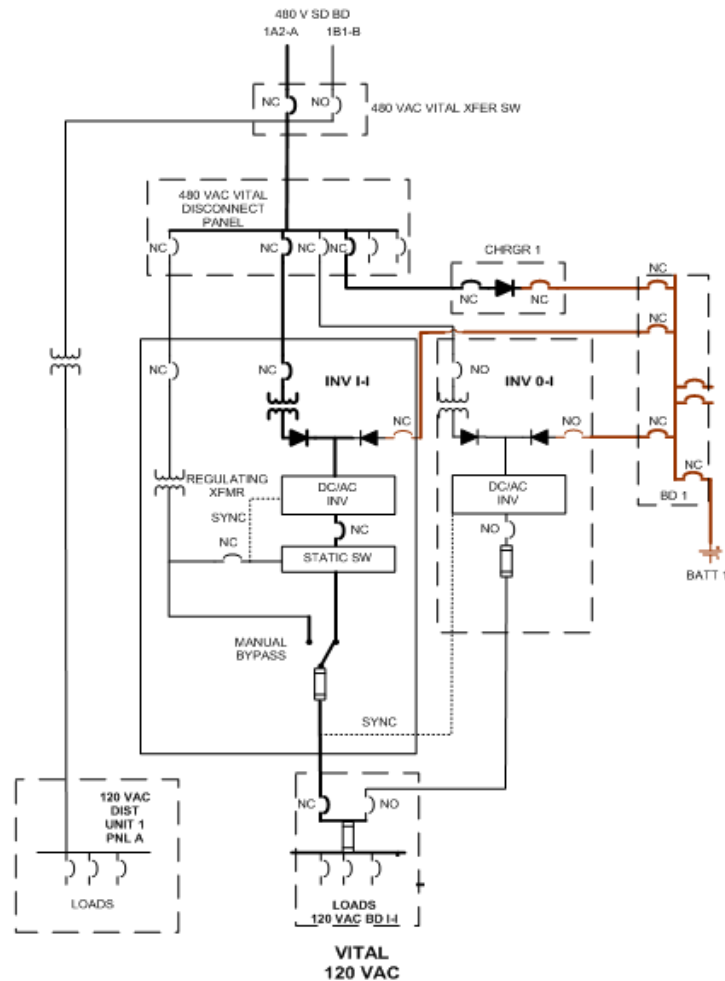 480 V SD BD
1A2-A 1B1-B
NC NO
480 VAC VITAL XFER SW
480 VAC VITAL
DISCONNECT
PANEL
NC NC NC NC
CHRGR 1
NC NC
NC
NC
NC
NC
NO
INV I-I
INV 0-I
NC
NO
NC
REGULATING
XFMR
DC/AC
INV
DC/AC
INV
NC
BD 1
SYNC
NC
NO
NC
STATIC SW
BATT 1
MANUAL
BYPASS
SYNC
120 VAC
DIST
UNIT 1
PNL A
NC NO
LOADS
LOADS
120 VAC BD I-I
VITAL
120 VAC